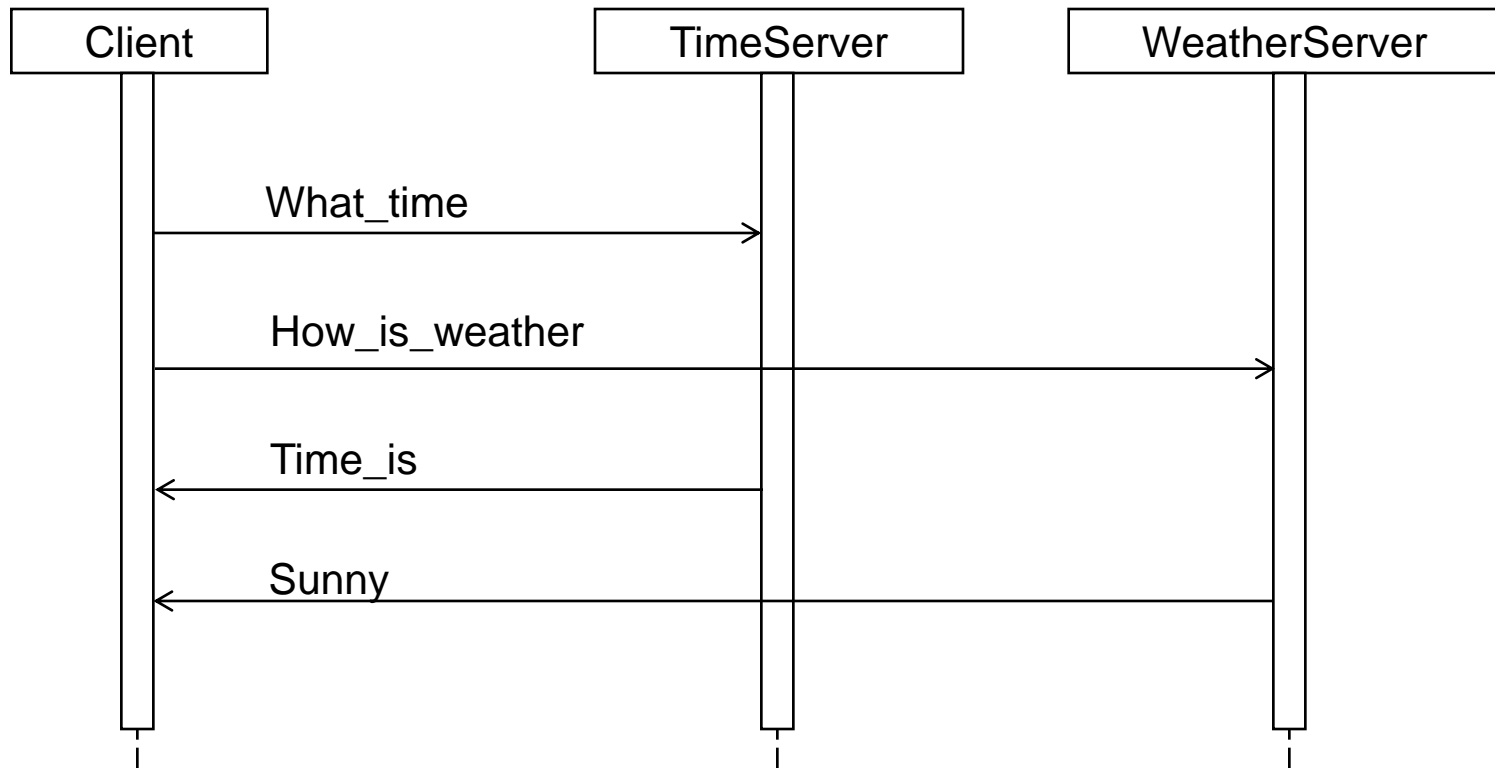 Client
TimeServer
WeatherServer
What_time
How_is_weather
Time_is
Sunny